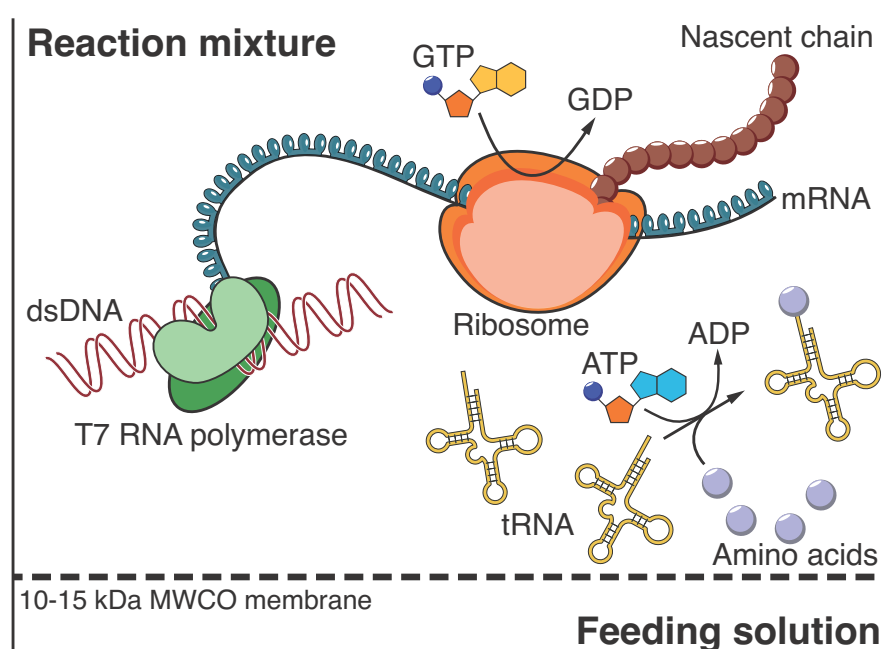 Reaction mixture
Nascent chain
GTP
GDP
mRNA
dsDNA
Ribosome
ADP
ATP
T7 RNA polymerase
tRNA
Amino acids
10-15 kDa MWCO membrane
Feeding solution